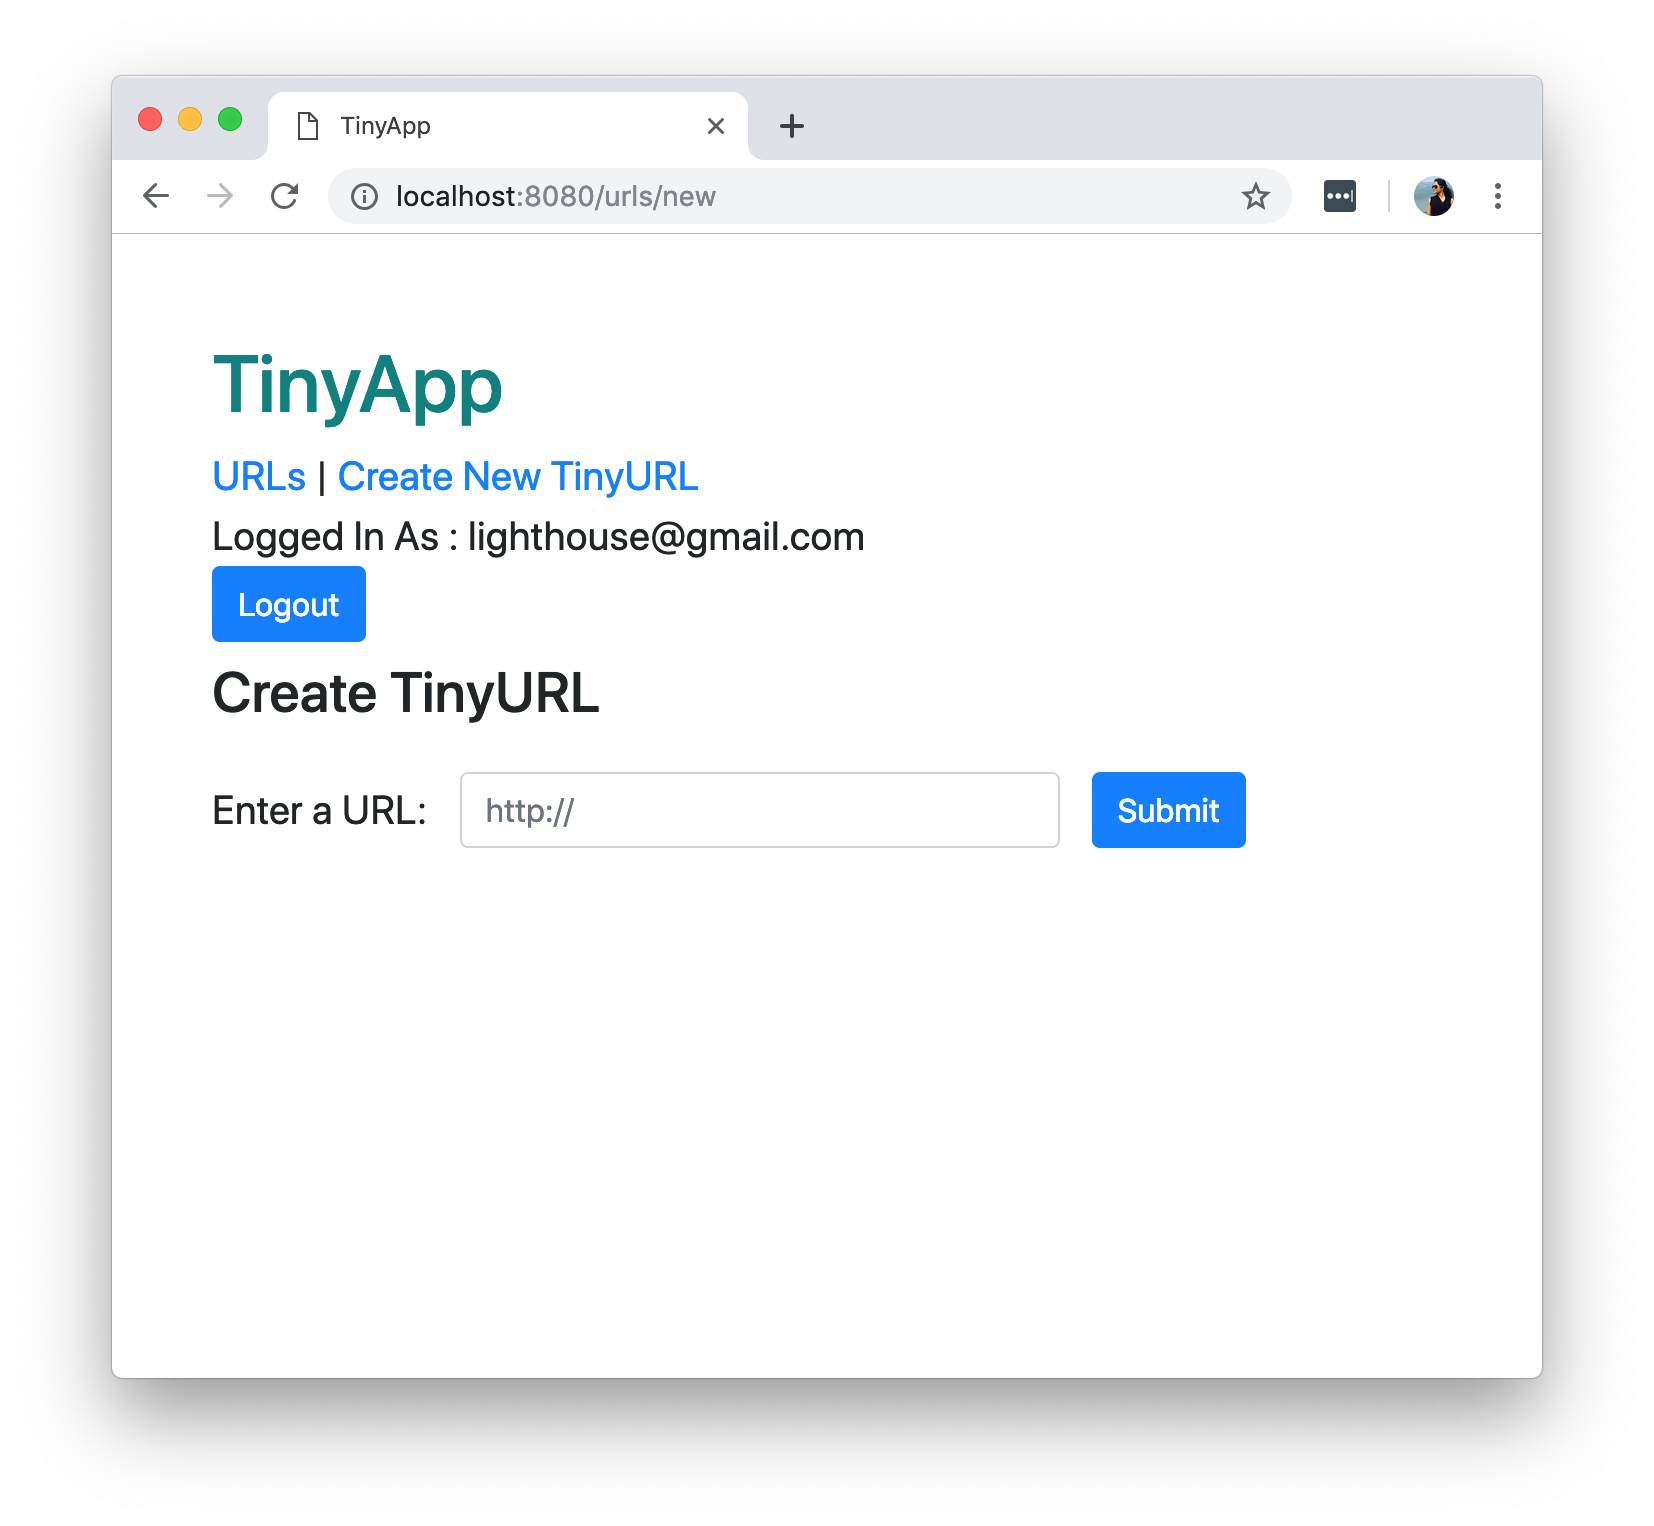 TinyApp
localhost:8080/urls/new
TinyApp
URLs | Create New TinyURL
Logged In As : lighthouse@gmail.com
Logout
Create TinyURL
Enter a URL: http:// Submit